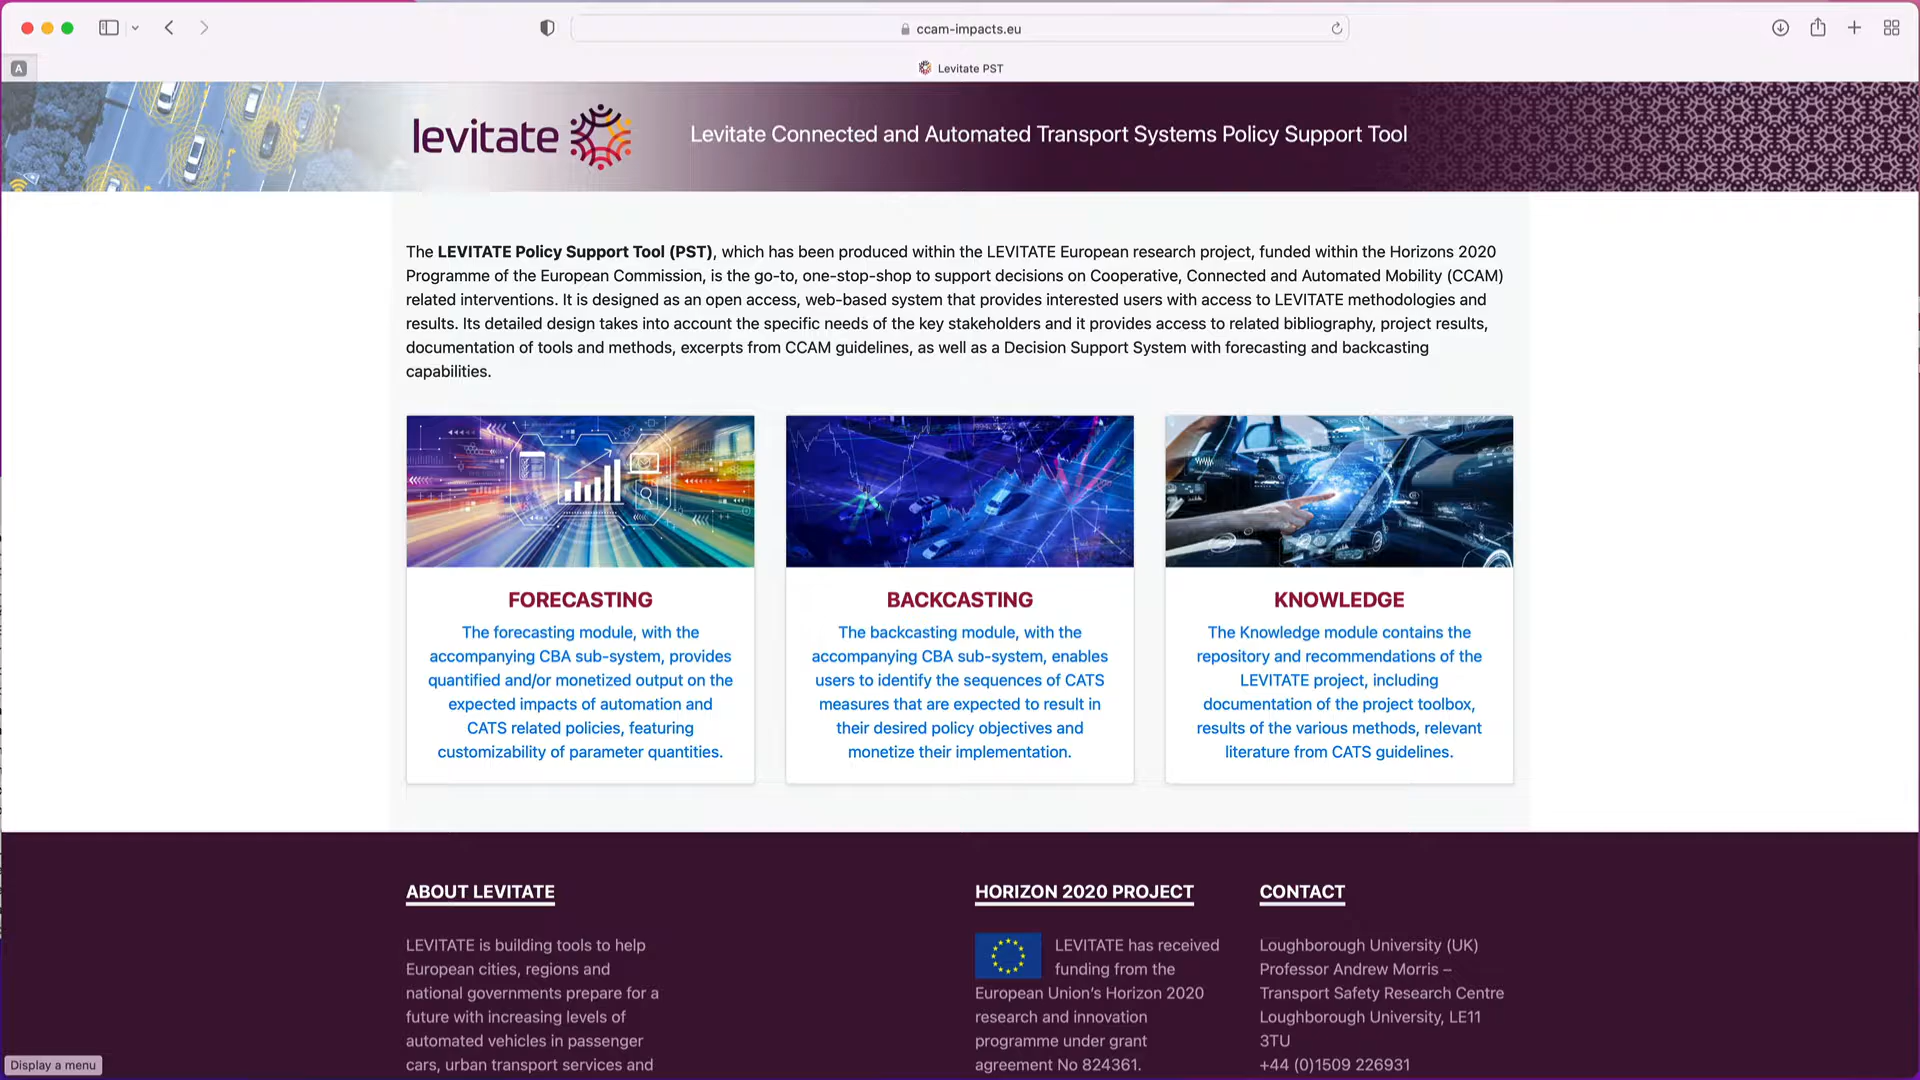 ccam-impacts.eu
A
Levitate PST
levitate
Levitate Connected and Automated Transport Systems Policy Support Tool
The LEVITATE Policy Support Tool (PST), which has been produced within the LEVITATE European research project, funded within the Horizons 2020
Programme of the European Commission, is the go-to, one-stop-shop to support decisions on Cooperative, Connected and Automated Mobility (CCAM)
related interventions. It is designed as an open access, web-based system that provides interested users with access to LEVITATE methodologies and
results. Its detailed design takes into account the specific needs of the key stakeholders and it provides access to related bibliography, project results,
documentation of tools and methods, excerpts from CCAM guidelines, as well as a Decision Support System with forecasting and backcasting
capabilities.
FORECASTING
The forecasting module, with the
accompanying CBA sub-system, provides
quantified and/or monetized output on the
expected impacts of automation and
CATS related policies, featuring
customizability of parameter quantities.
BACKCASTING
The backcasting module, with the
accompanying CBA sub-system, enables
users to identify the sequences of CATS
measures that are expected to result in
their desired policy objectives and
monetize their implementation.
KNOWLEDGE
The Knowledge module contains the
repository and recommendations of the
LEVITATE project, including
documentation of the project toolbox,
results of the various methods, relevant
literature from CATS guidelines.
ABOUT LEVITATE
LEVITATE is building tools to help
European cities, regions and
national governments prepare for a
future with increasing levels of
automated vehicles in passenger
cars, urban transport services and
HORIZON 2020 PROJECT
LEVITATE has received
funding from the
European Union's Horizon 2020
research and innovation
programme under grant
agreement No 824361.
CONTACT
Loughborough University (UK)
Professor Andrew Morris –
Transport Safety Research Centre
Loughborough University, LE11
3TU
+44 (0)1509 226931
Display a menu